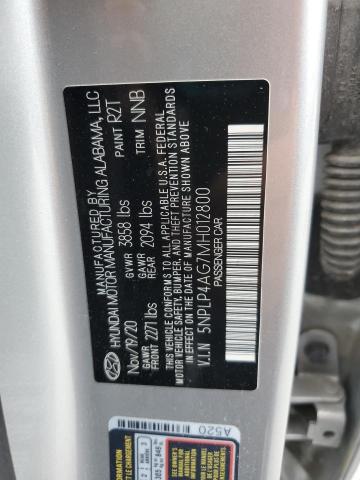 MANUFACTURED BY
HYUNDAI MOTOR MANUFACTURING ALABAMA, LLC
Nov/19/20 GVWR 3858 lbs PAINT R2T
GAWR FRONT 2271 lbs GAWR REAR 2094 lbs TRIM NNB
THIS VEHICLE CONFORMS TO ALL APPLICABLE U.S.A. FEDERAL
MOTOR VEHICLE SAFETY, BUMPER, AND THEFT PREVENTION STANDARDS
IN EFFECT ON THE DATE OF MANUFACTURE SHOWN ABOVE
V.I.N 5NPLP4AG7MH012800
PASSENGER CAR
A520
INFORMATION